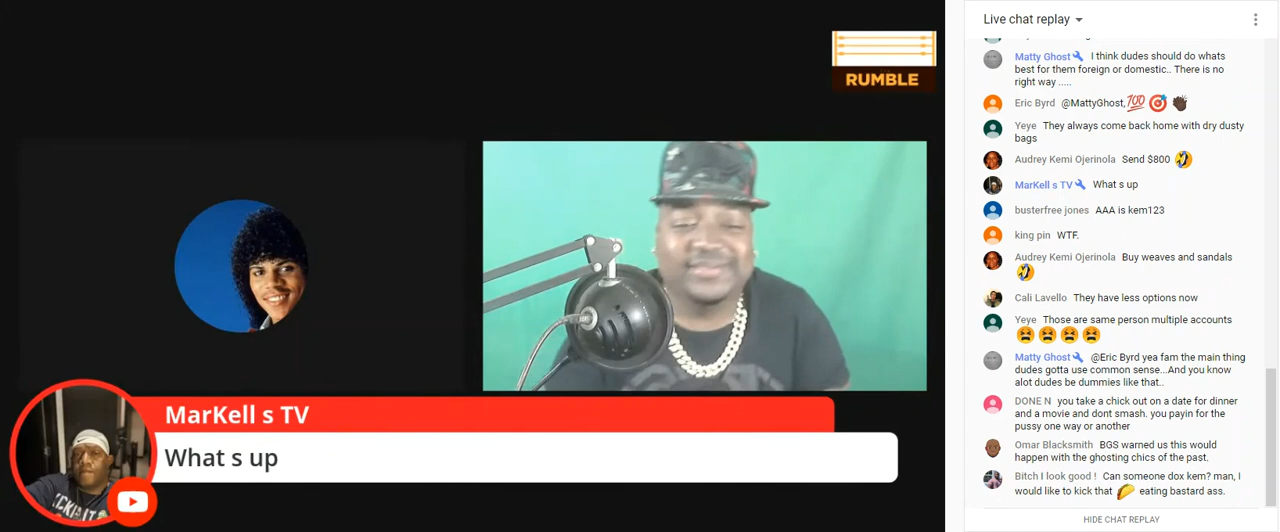 RUMBLE
MarKell s TV
What s up
Live chat replay
Matty Ghost I think dudes should do whats
best for them foreign or domestic.. There is no
right way .....
Eric Byrd @MattyGhost,💯🎯👏🏿
Yeye They always come back home with dry dusty
bags
Audrey Kemi Ojerinola Send $800 🤣
MarKell s TV What s up
busterfree jones AAA is kem123
king pin WTF.
Audrey Kemi Ojerinola Buy weaves and sandals
🤣
Cali Lavello They have less options now
Yeye Those are same person multiple accounts
😫😫😫😫
Matty Ghost @Eric Byrd yea fam the main thing
dudes gotta use common sense...And you know
alot dudes be dummies like that..
DONE N you take a chick out on a date for dinner
and a movie and dont smash. you payin for the
pussy one way or another
Omar Blacksmith BGS warned us this would
happen with the ghosting chics of the past.
Bitch I look good ! Can someone dox kem? man, I
would like to kick that 🌮 eating bastard ass.
HIDE CHAT REPLAY